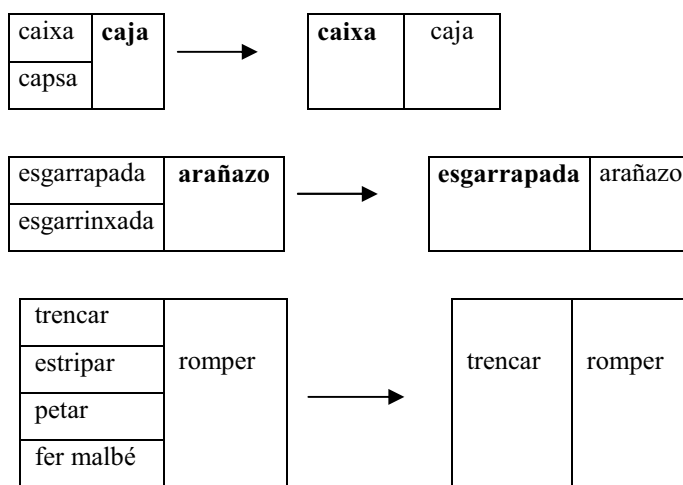 caixa caja caixa caja
capsa
esgarrapada arañazo esgarrapada arañazo
esgarrinxada
trencar
estripar romper trencar romper
petar
fer malbé